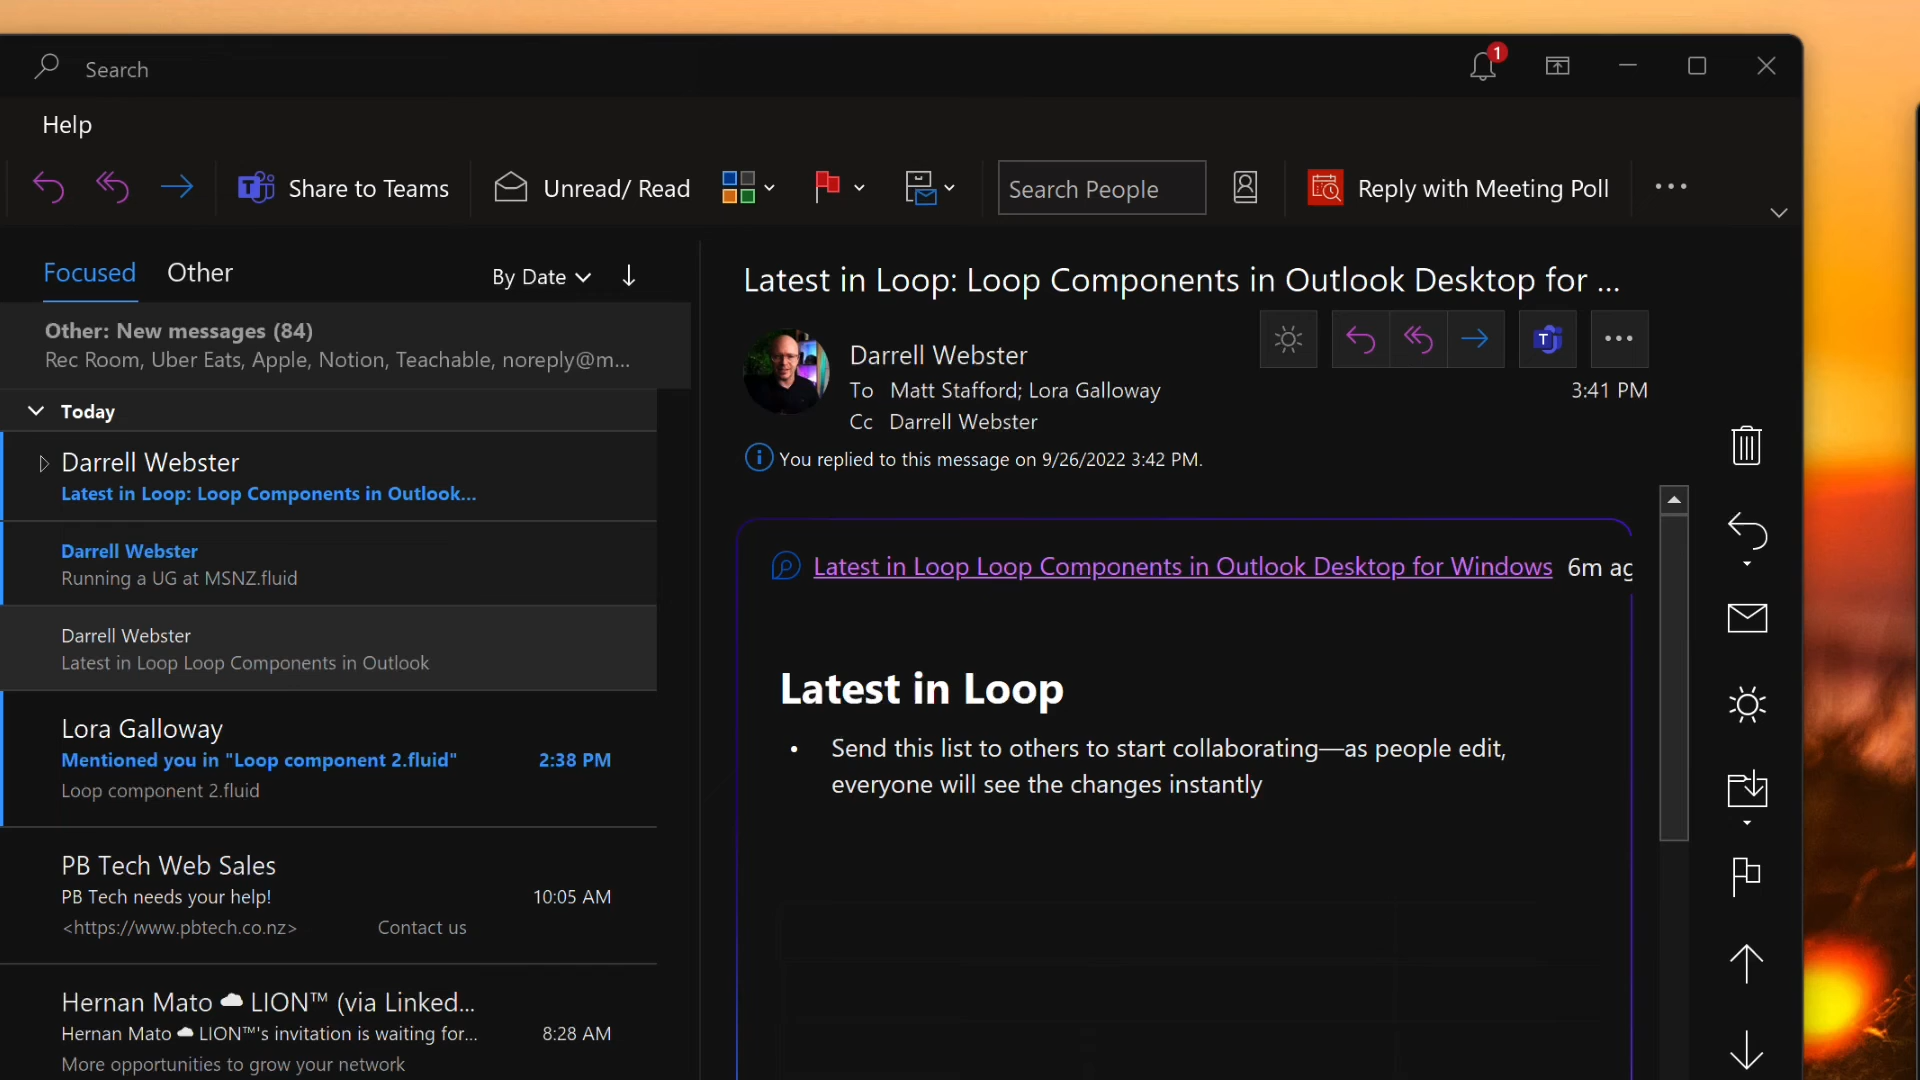 Search
1
Help
Share to Teams
Unread/ Read
Search People
Reply with Meeting Poll
Focused
Other
By Date
Other: New messages (84)
Rec Room, Uber Eats, Apple, Notion, Teachable, noreply@m...
Today
Darrell Webster
Latest in Loop: Loop Components in Outlook...
Darrell Webster
Running a UG at MSNZ.fluid
Darrell Webster
Latest in Loop Loop Components in Outlook
Lora Galloway
Mentioned you in "Loop component 2.fluid" 2:38 PM
Loop component 2.fluid
PB Tech Web Sales
PB Tech needs your help! 10:05 AM
<https://www.pbtech.co.nz> Contact us
Hernan Mato ☁ LION™ (via Linked...
Hernan Mato ☁ LION™'s invitation is waiting for... 8:28 AM
More opportunities to grow your network
Latest in Loop: Loop Components in Outlook Desktop for ...
Darrell Webster
To Matt Stafford; Lora Galloway
3:41 PM
Cc Darrell Webster
You replied to this message on 9/26/2022 3:42 PM.
Latest in Loop Loop Components in Outlook Desktop for Windows 6m ag
Latest in Loop
• Send this list to others to start collaborating—as people edit,
everyone will see the changes instantly